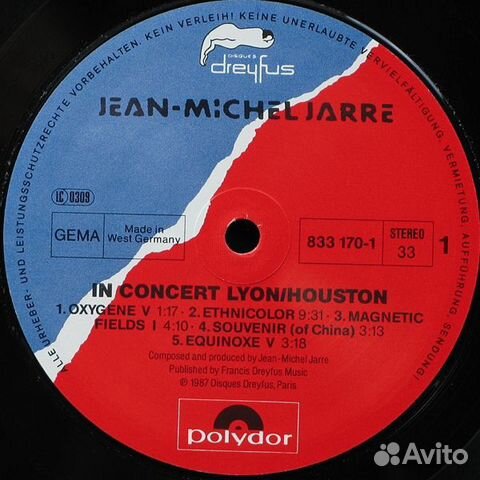 ALLE URHEBER- UND LEISTUNGSSCHUTZRECHTE VORBEHALTEN. KEIN VERLEIH! KEINE UNERLAUBTE VERVIELFÄLTIGUNG, VERMIETUNG, AUFFÜHRUNG, SENDUNG!
DISQUES
dreyfus
JEAN-MICHEL JARRE
LC 0309
GEMA
Made in
West Germany
833 170-1
STEREO
33
1
IN CONCERT LYON/HOUSTON
1. OXYGENE V 1:17 · 2. ETHNICOLOR 9:31 · 3. MAGNETIC
FIELDS I 4:10 · 4. SOUVENIR (of China) 3:13
5. EQUINOXE V 3:18
Composed and produced by Jean-Michel Jarre
Published by Francis Dreyfus Music
℗ 1987 Disques Dreyfus, Paris
polydor
Avito